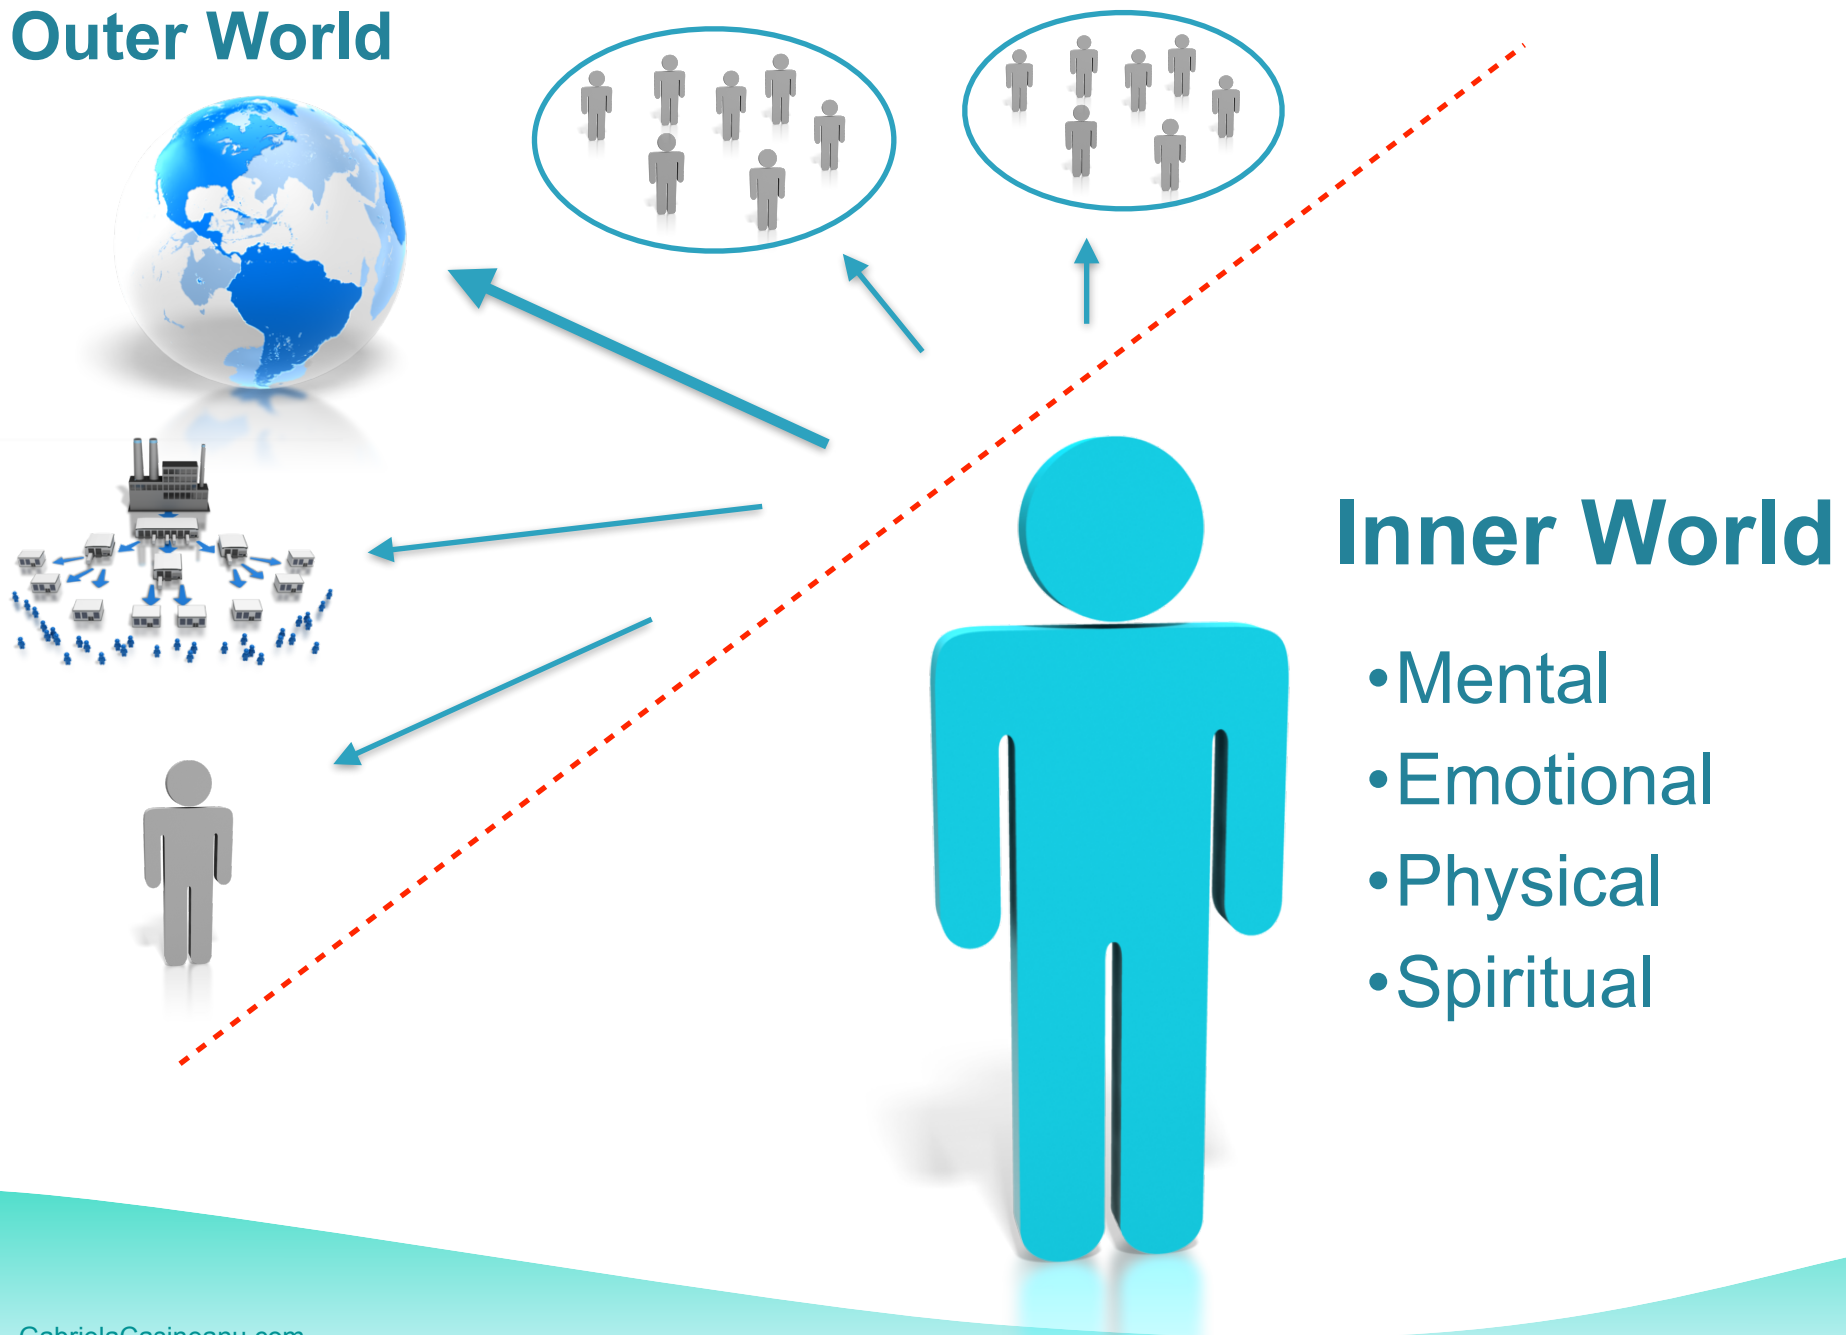 Outer World
Inner World
•Mental
•Emotional
•Physical
•Spiritual